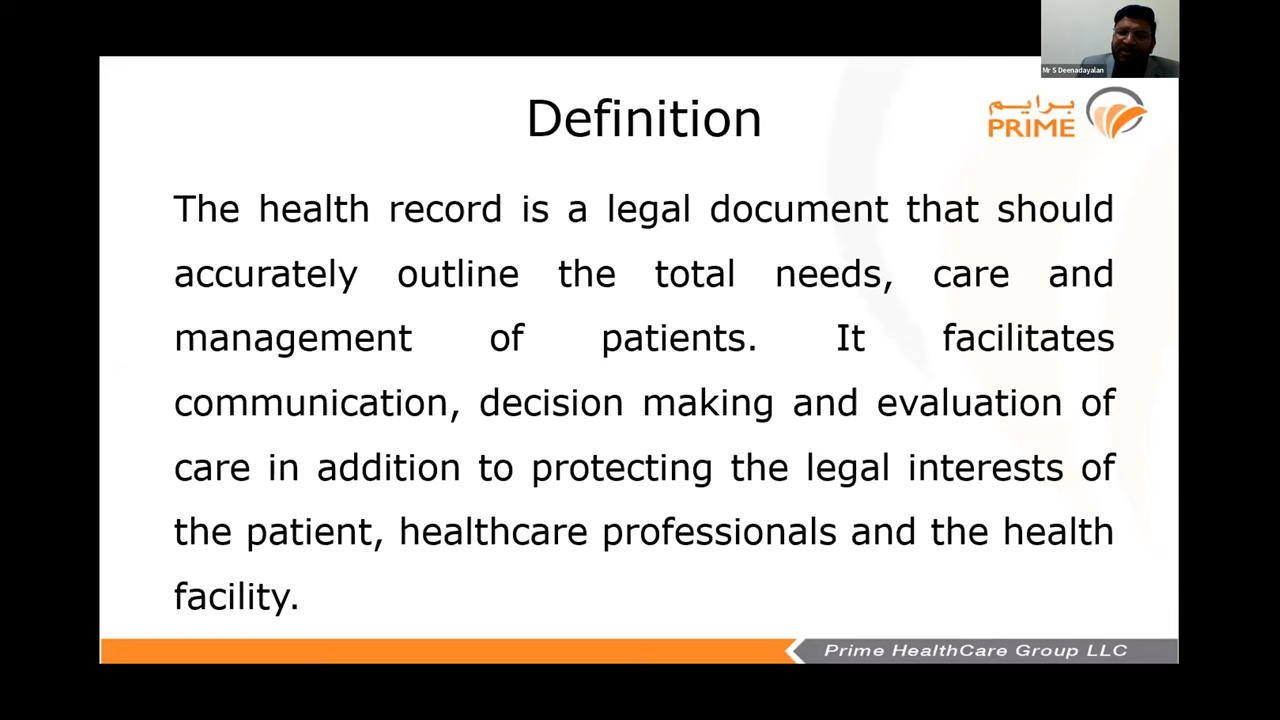 Mr S Deenadayalan
Definition
برايم
PRIME
The health record is a legal document that should
accurately outline the total needs, care and
management of patients. It facilitates
communication, decision making and evaluation of
care in addition to protecting the legal interests of
the patient, healthcare professionals and the health
facility.
Prime HealthCare Group LLC